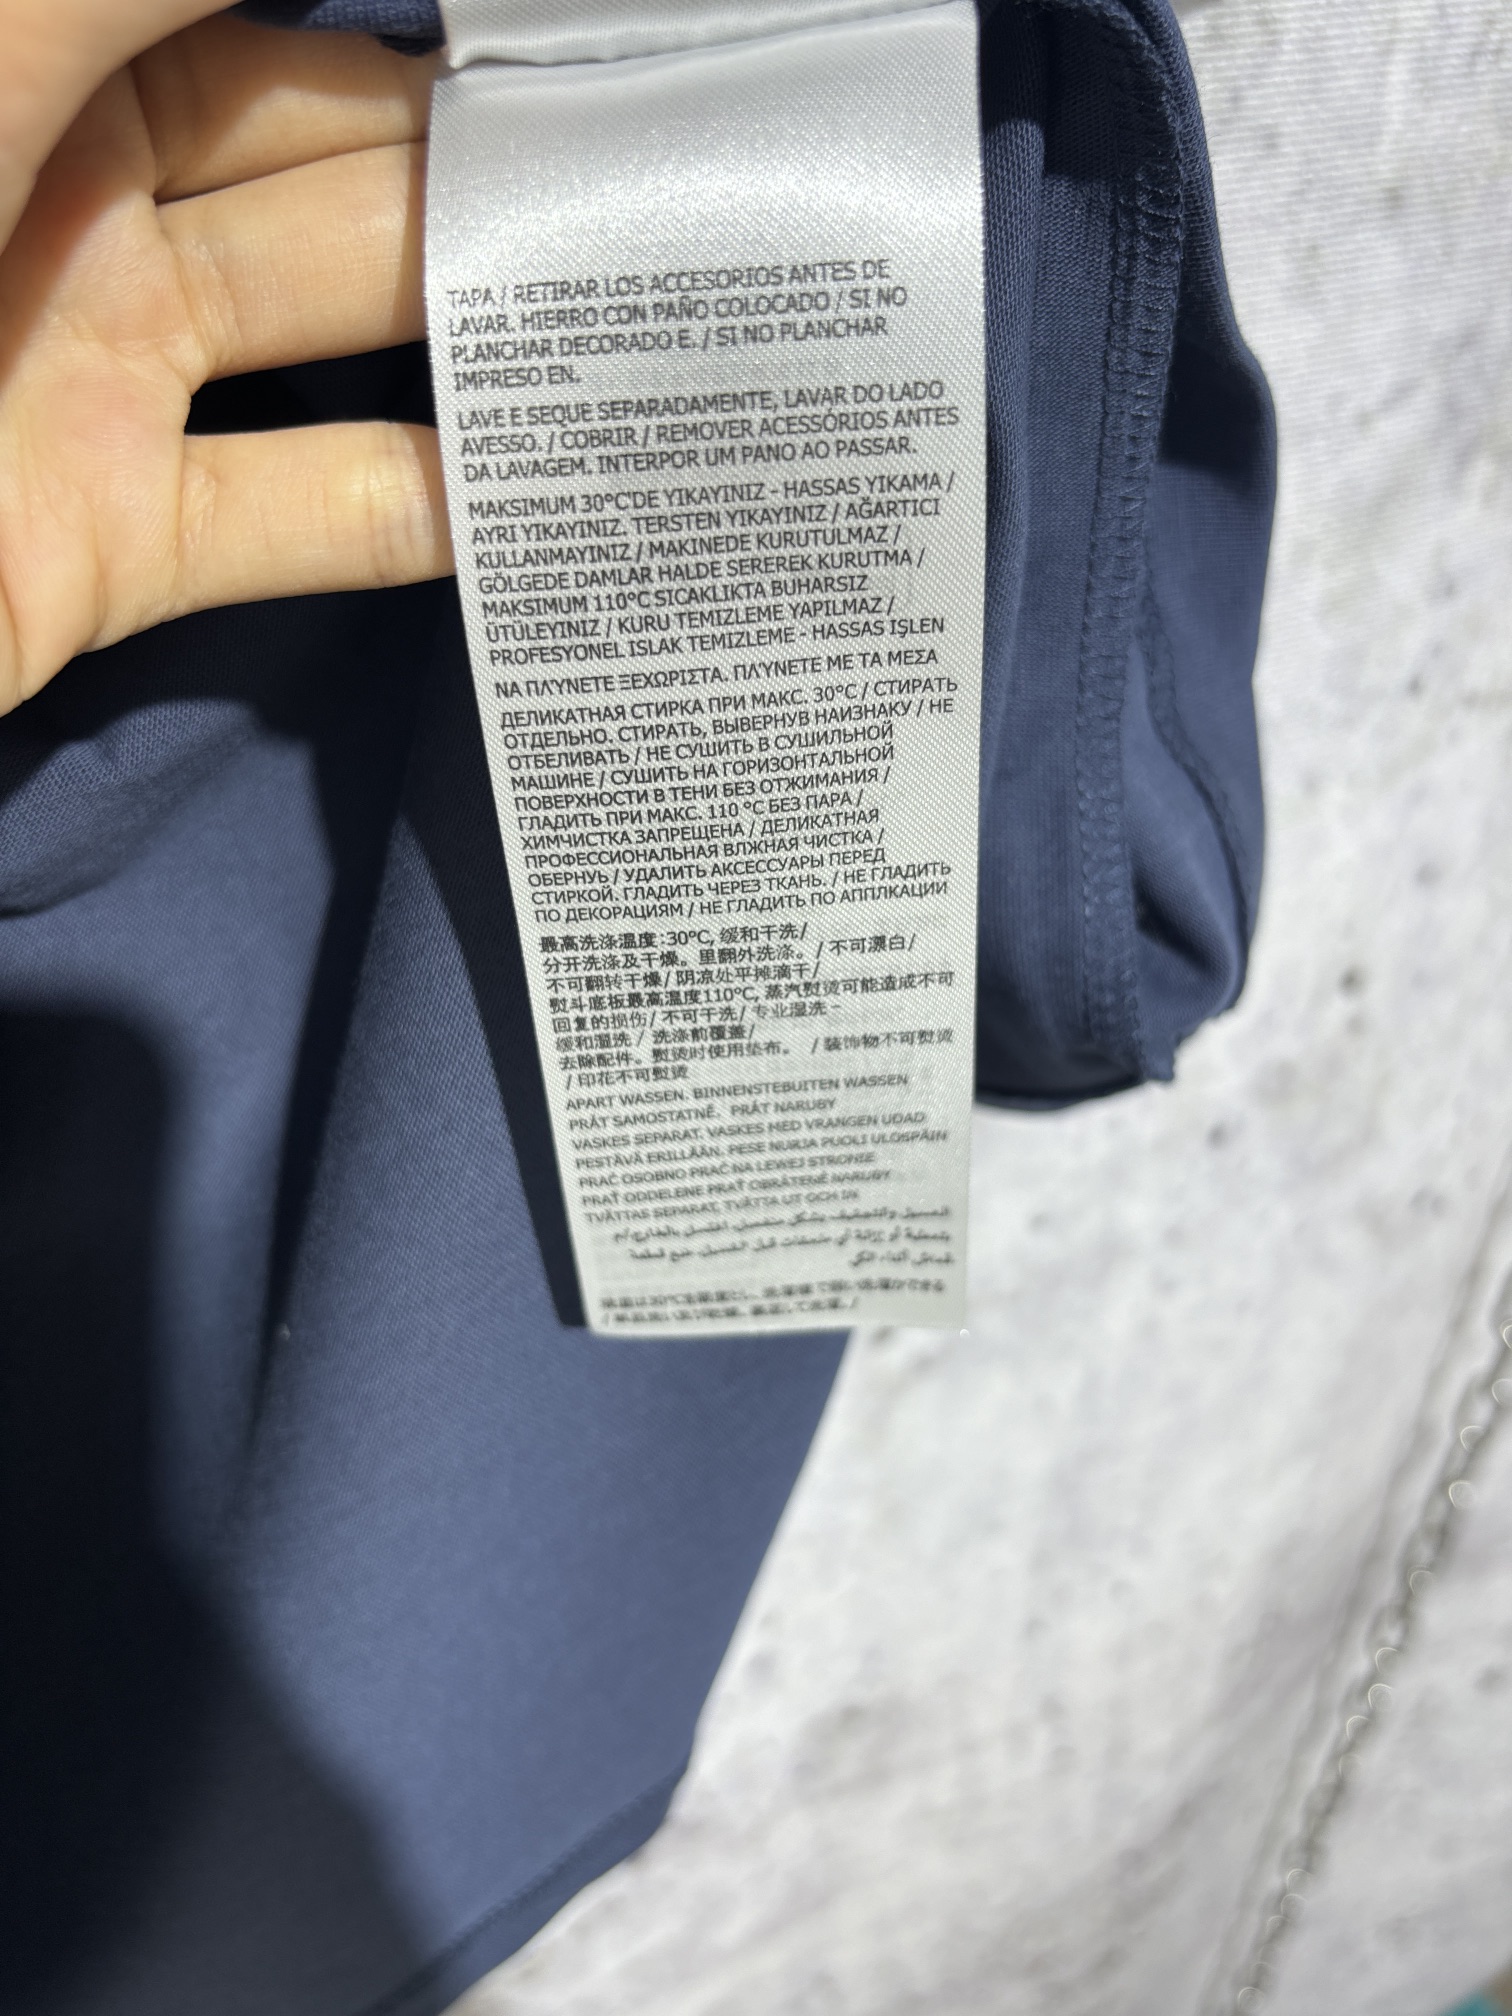 TAPA / RETIRAR LOS ACCESORIOS ANTES DE
LAVAR. HIERRO CON PAÑO COLOCADO / SI NO
PLANCHAR DECORADO E. / SI NO PLANCHAR
IMPRESO EN.
LAVE E SEQUE SEPARADAMENTE, LAVAR DO LADO
AVESSO. / COBRIR / REMOVER ACESSÓRIOS ANTES
DA LAVAGEM. INTERPOR UM PANO AO PASSAR.
MAKSIMUM 30°C'DE YIKAYINIZ - HASSAS YIKAMA /
AYRI YIKAYINIZ. TERSTEN YIKAYINIZ / AĞARTICI
KULLANMAYINIZ / MAKINEDE KURUTULMAZ /
GÖLGEDE DAMLAR HALDE SEREREK KURUTMA /
MAKSIMUM 110°C SICAKLIKTA BUHARSIZ
ÜTÜLEYINIZ / KURU TEMIZLEME YAPILMAZ /
PROFESYONEL ISLAK TEMIZLEME - HASSAS IŞLEN
ΝΑ ΠΛΎΝΕΤΕ ΞΕΧΩΡΙΣΤΑ. ΠΛΎΝΕΤΕ ΜΕ ΤΑ ΜΕΣΑ
ДЕЛИКАТНАЯ СТИРКА ПРИ МАКС. 30°C / СТИРАТЬ
ОТДЕЛЬНО. СТИРАТЬ, ВЫВЕРНУВ НАИЗНАКУ / НЕ
ОТБЕЛИВАТЬ / НЕ СУШИТЬ В СУШИЛЬНОЙ
МАШИНЕ / СУШИТЬ НА ГОРИЗОНТАЛЬНОЙ
ПОВЕРХНОСТИ В ТЕНИ БЕЗ ОТЖИМАНИЯ /
ГЛАДИТЬ ПРИ МАКС. 110 °C БЕЗ ПАРА /
ХИМЧИСТКА ЗАПРЕЩЕНА / ДЕЛИКАТНАЯ
ПРОФЕССИОНАЛЬНАЯ ВЛЖНАЯ ЧИСТКА /
ОБЕРНУЬ / УДАЛИТЬ АКСЕССУАРЫ ПЕРЕД
СТИРКОЙ. ГЛАДИТЬ ЧЕРЕЗ ТКАНЬ. / НЕ ГЛАДИТЬ
ПО ДЕКОРАЦИЯМ / НЕ ГЛАДИТЬ ПО АППЛКАЦИИ
最高洗涤温度:30°C, 缓和干洗/
分开洗涤及干燥。里翻外洗涤。 / 不可漂白/
不可翻转干燥/ 阴凉处平摊滴干/
熨斗底板最高温度110°C, 蒸汽熨烫可能造成不可
回复的损伤/ 不可干洗/ 专业湿洗 -
缓和湿洗 / 洗涤前覆盖/
去除配件。熨烫时使用垫布。 / 装饰物不可熨烫
/ 印花不可熨烫
APART WASSEN. BINNENSTEBUITEN WASSEN
PRÁT SAMOSTATNĚ. PRÁT NARUBY
VASKES SEPARAT. VASKES MED VRANGEN UDAD
PESTÄVÄ ERILLÄÄN. PESE NURJA PUOLI ULOSPÄIN
PRAĆ OSOBNO PRAĆ NA LEWEJ STRONIE
PRAŤ ODDELENE PRAŤ OBRÁTENÉ NARUBY
TVÄTTAS SEPARAT, TVÄTTA UT OCH IN